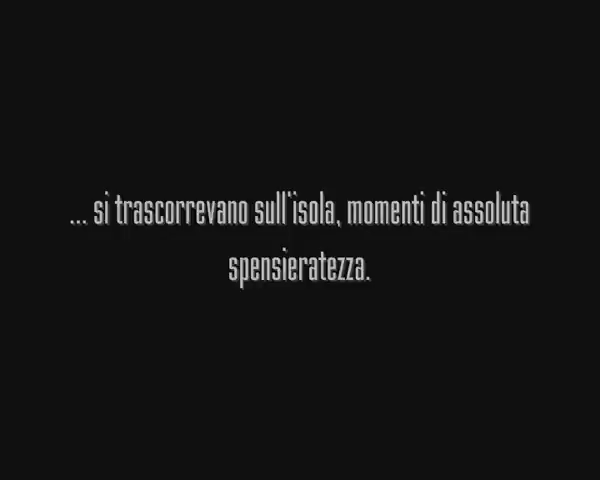 ... si trascorrevano sull'isola, momenti di assoluta
spensieratezza.